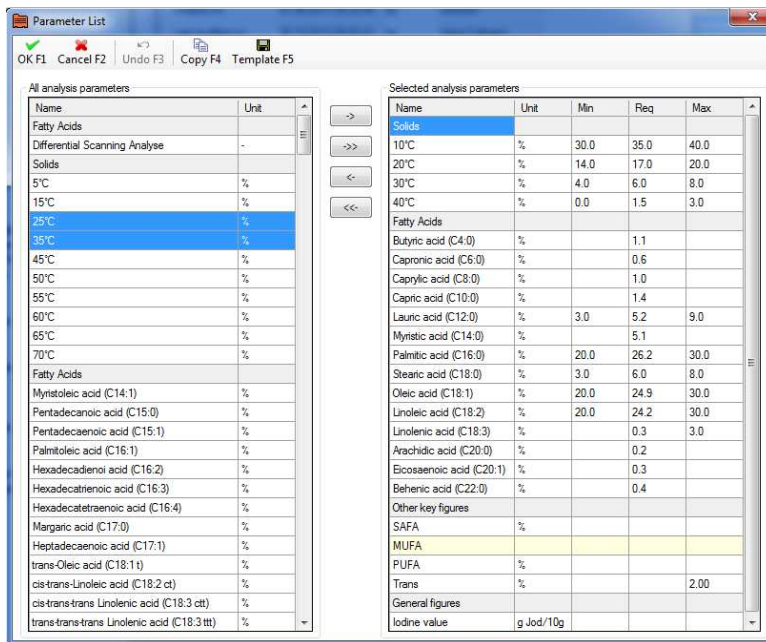 Parameter List
OK F1 Cancel F2 Undo F3 Copy F4 Template F5
All analysis parameters
Name Unit
Fatty Acids
Differential Scanning Analyse -
Solids
5°C %
15°C %
25°C %
35°C %
45°C %
50°C %
55°C %
60°C %
65°C %
70°C %
Fatty Acids
Myristoleic acid (C14:1) %
Pentadecanoic acid (C15:0) %
Pentadecaenoic acid (C15:1) %
Palmitoleic acid (C16:1) %
Hexadecadienoi acid (C16:2) %
Hexadecatrienoic acid (C16:3) %
Hexadecatetraenoic acid (C16:4) %
Margaric acid (C17:0) %
Heptadecaenoic acid (C17:1) %
trans-Oleic acid (C18:1 t) %
cis-trans-Linoleic acid (C18:2 ct) %
cis-trans-trans Linolenic acid (C18:3 ctt) %
trans-trans-trans Linolenic acid (C18:3 ttt) %
->
->>
<-
<<-
Selected analysis parameters
Name Unit Min Req Max
Solids
10°C % 30.0 35.0 40.0
20°C % 14.0 17.0 20.0
30°C % 4.0 6.0 8.0
40°C % 0.0 1.5 3.0
Fatty Acids
Butyric acid (C4:0) % 1.1
Capronic acid (C6:0) % 0.6
Caprylic acid (C8:0) % 1.0
Capric acid (C10:0) % 1.4
Lauric acid (C12:0) % 3.0 5.2 9.0
Myristic acid (C14:0) % 5.1
Palmitic acid (C16:0) % 20.0 26.2 30.0
Stearic acid (C18:0) % 3.0 6.0 8.0
Oleic acid (C18:1) % 20.0 24.9 30.0
Linoleic acid (C18:2) % 20.0 24.2 30.0
Linolenic acid (C18:3) % 0.3 3.0
Arachidic acid (C20:0) % 0.2
Eicosaenoic acid (C20:1) % 0.3
Behenic acid (C22:0) % 0.4
Other key figures
SAFA %
MUFA
PUFA %
Trans % 2.00
General figures
Iodine value g Jod/10g